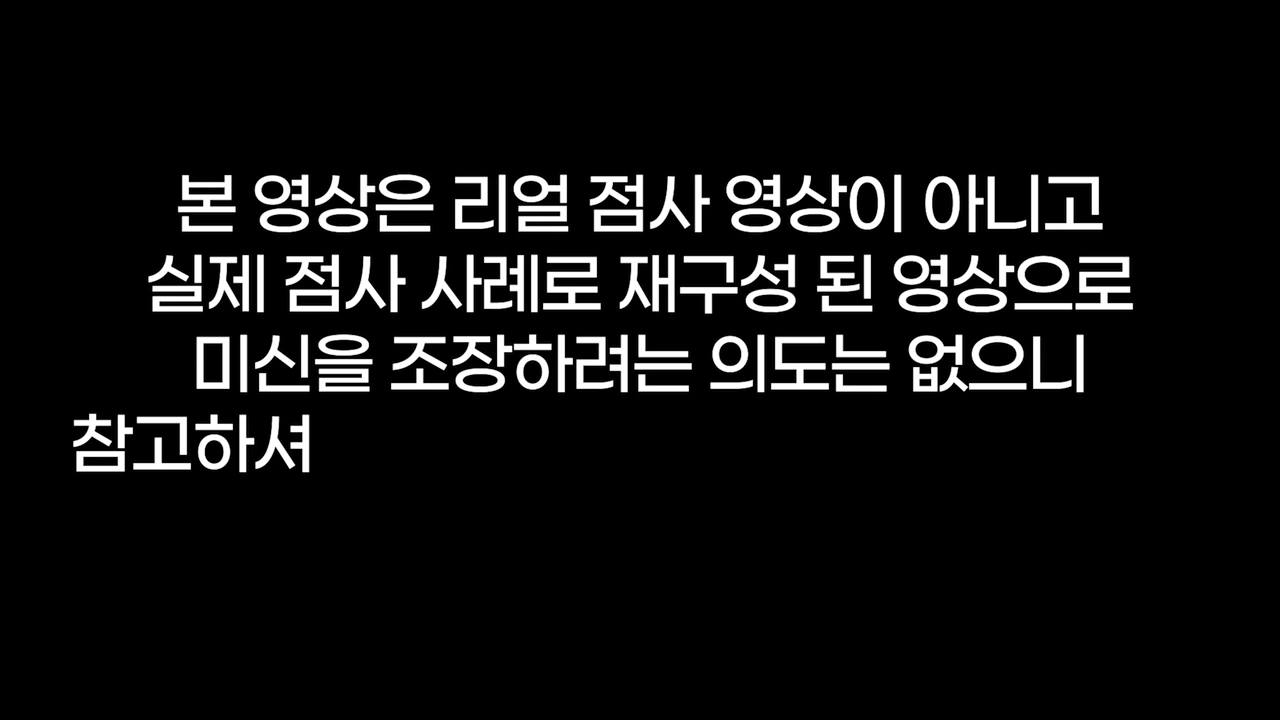 본 영상은 리얼 점사 영상이 아니고
실제 점사 사례로 재구성 된 영상으로
미신을 조장하려는 의도는 없으니
참고하셔